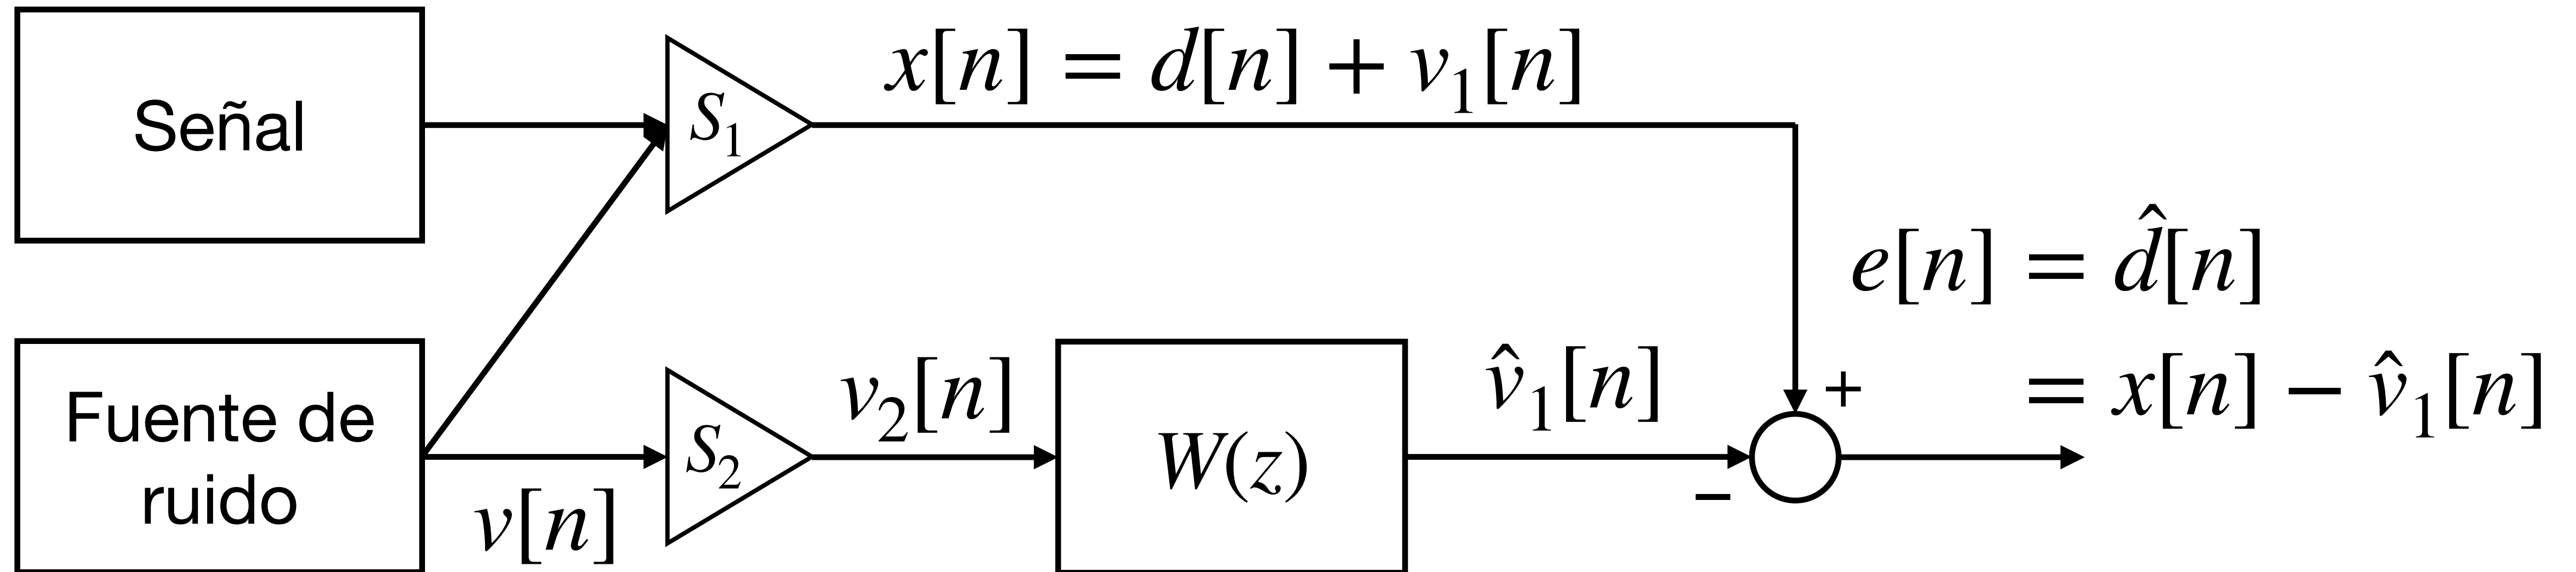 Señal
S₁
x[n] = d[n] + v₁[n]
e[n] = d̂[n]
= x[n] − v̂₁[n]
Fuente de
ruido
v[n]
S₂
v₂[n]
W(z)
v̂₁[n]
+
−